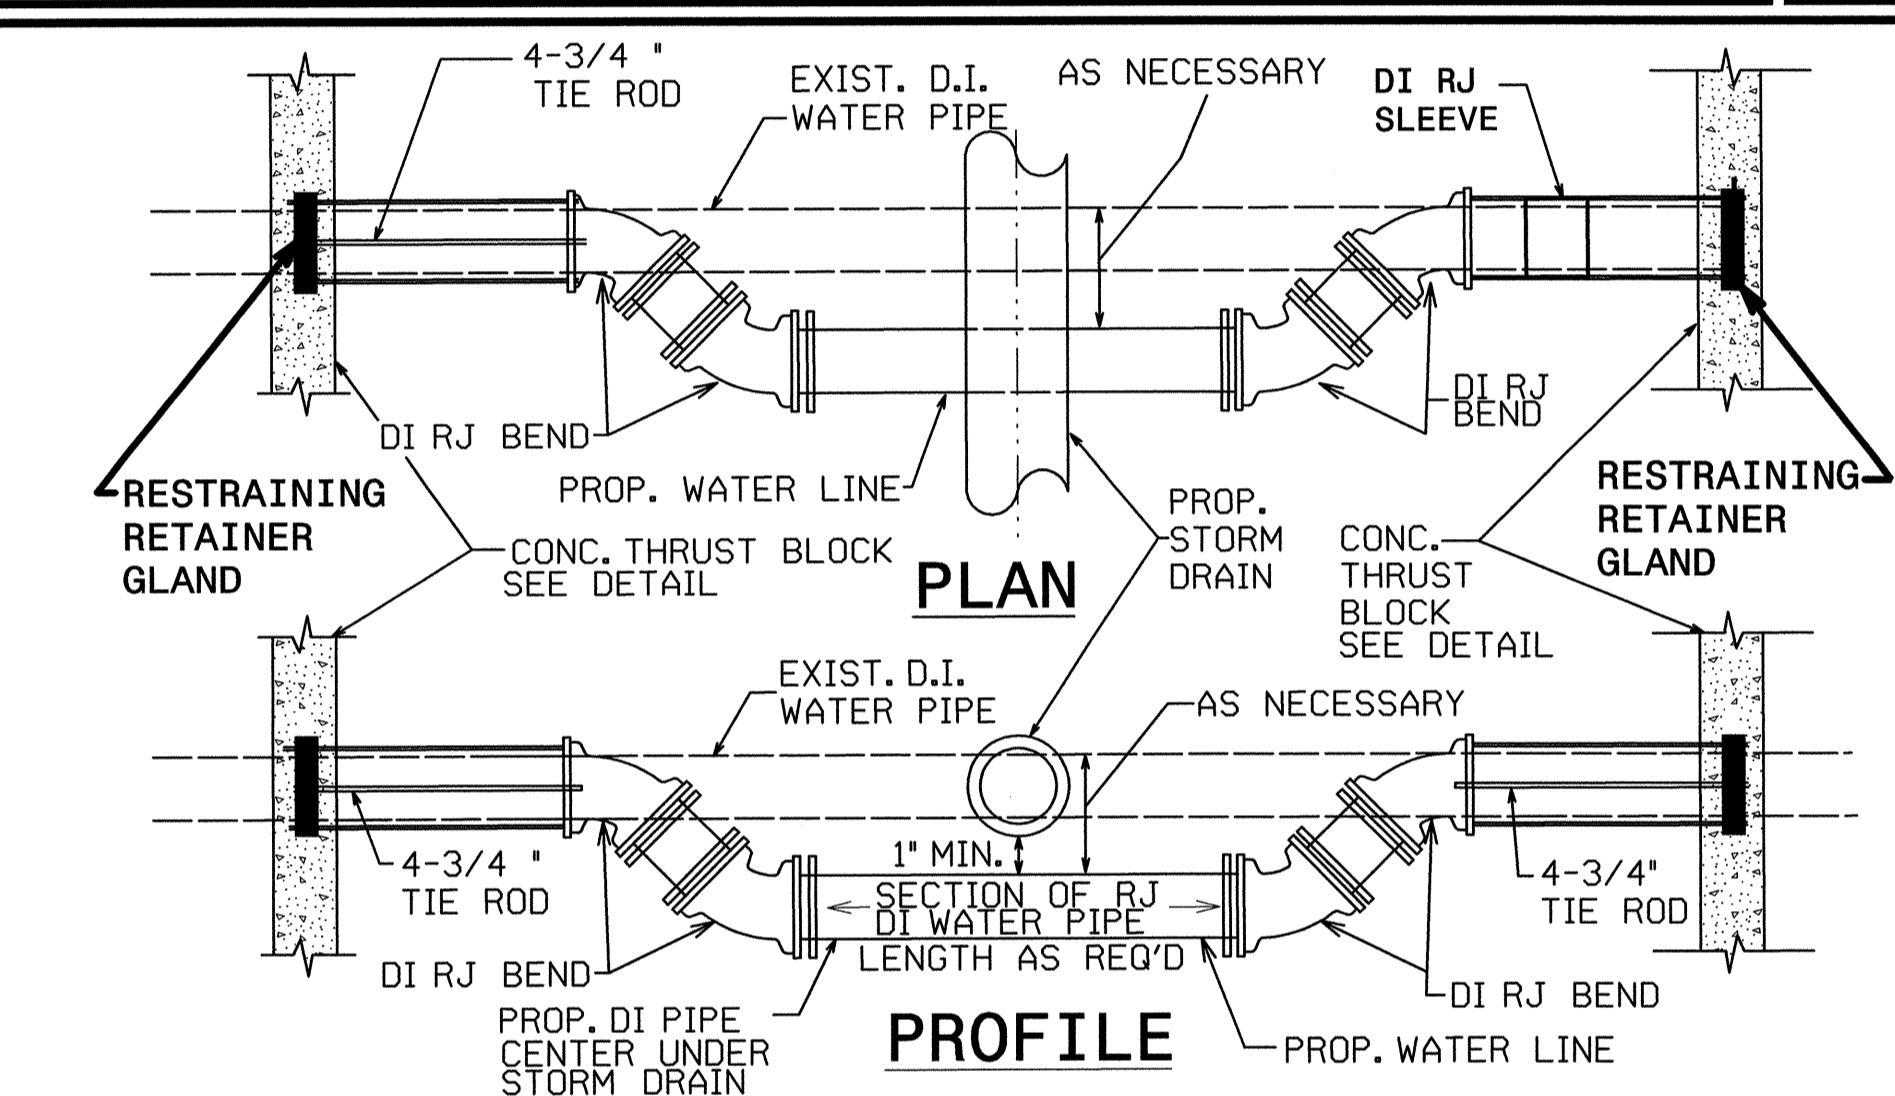 4-3/4 "
TIE ROD
EXIST. D.I.
WATER PIPE
AS NECESSARY
DI RJ
SLEEVE
DI RJ BEND
DI RJ
BEND
PROP. WATER LINE
RESTRAINING
RETAINER
GLAND
CONC. THRUST BLOCK
SEE DETAIL
PLAN
PROP.
STORM
DRAIN
CONC.
THRUST
BLOCK
SEE DETAIL
RESTRAINING
RETAINER
GLAND
EXIST. D.I.
WATER PIPE
AS NECESSARY
4-3/4 "
TIE ROD
1" MIN.
SECTION OF RJ
DI WATER PIPE
LENGTH AS REQ'D
4-3/4"
TIE ROD
DI RJ BEND
DI RJ BEND
PROP. DI PIPE
CENTER UNDER
STORM DRAIN
PROFILE
PROP. WATER LINE